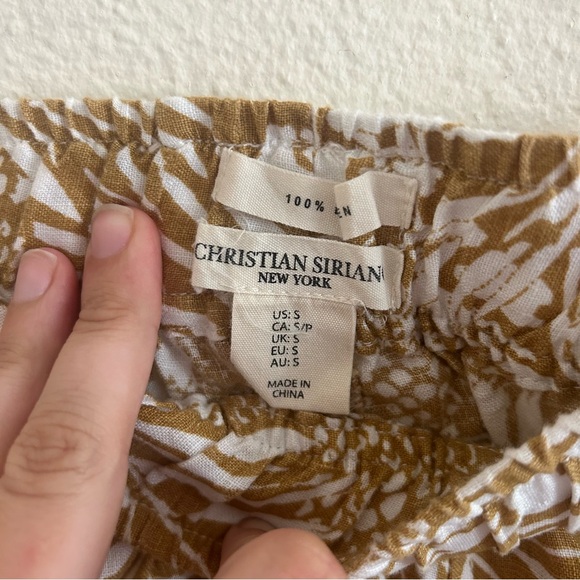 100%
CHRISTIAN SIRIAN
NEW YORK
US: S
CA: S/P
UK: S
EU: S
AU: S
MADE IN
CHINA